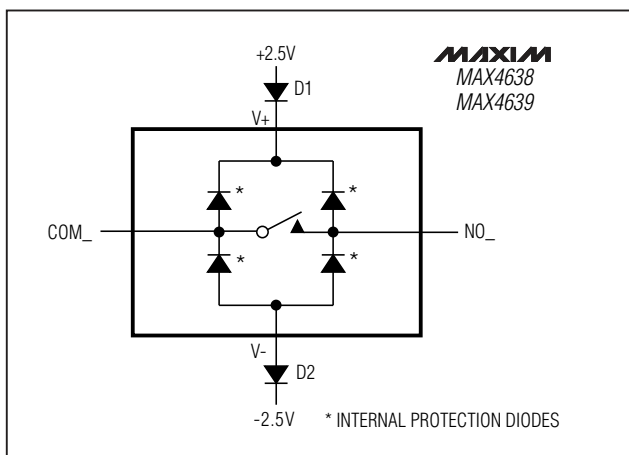 +2.5V
MAXIM
MAX4638
MAX4639
D1
V+
*
*
COM_
NO_
*
*
V-
D2
-2.5V
* INTERNAL PROTECTION DIODES